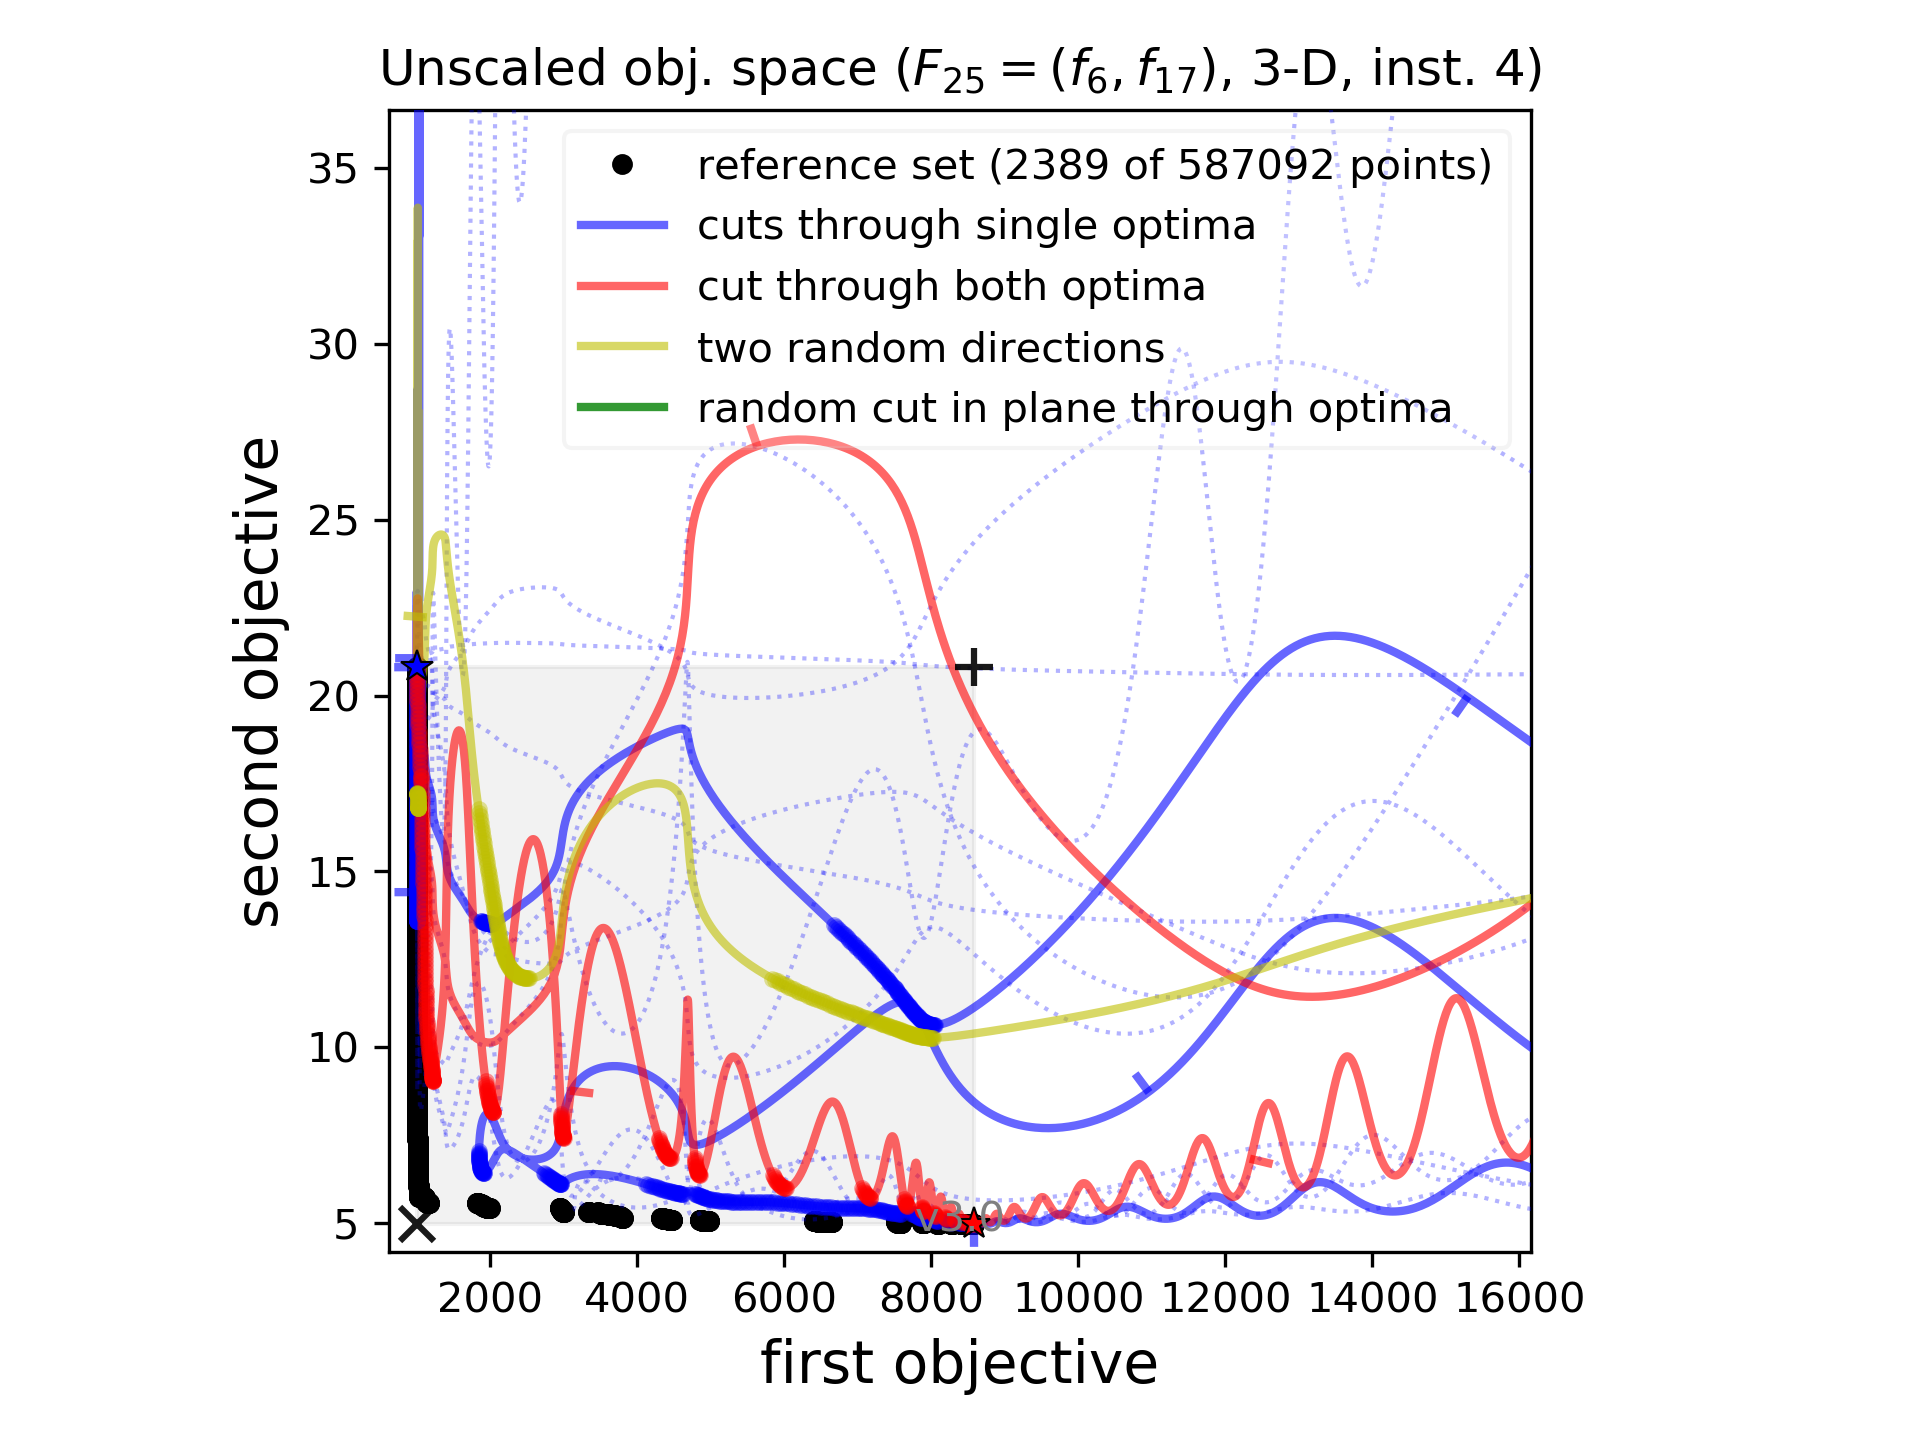 Unscaled obj. space (F25 = (f6, f17), 3-D, inst. 4)
reference set (2389 of 587092 points)
cuts through single optima
cut through both optima
two random directions
random cut in plane through optima
35
30
25
20
15
10
5
second objective
v3.0
2000 4000 6000 8000 10000 12000 14000 16000
first objective